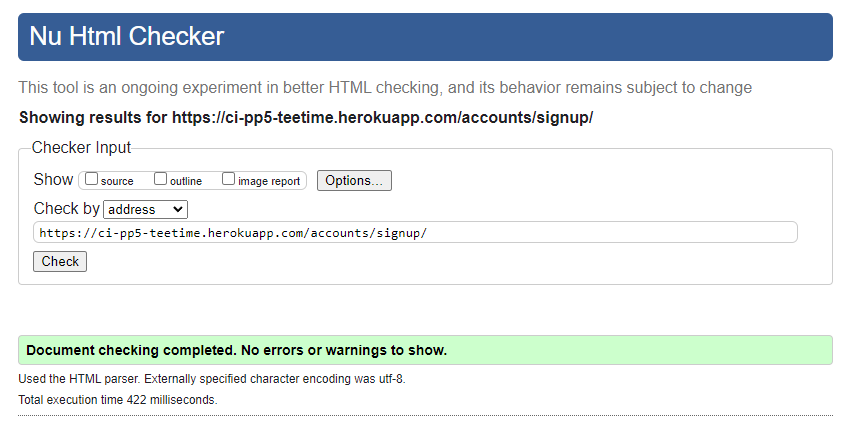 Nu Html Checker
This tool is an ongoing experiment in better HTML checking, and its behavior remains subject to change
Showing results for https://ci-pp5-teetime.herokuapp.com/accounts/signup/
Checker Input
Show source outline image report Options...
Check by address
https://ci-pp5-teetime.herokuapp.com/accounts/signup/
Check
Document checking completed. No errors or warnings to show.
Used the HTML parser. Externally specified character encoding was utf-8.
Total execution time 422 milliseconds.